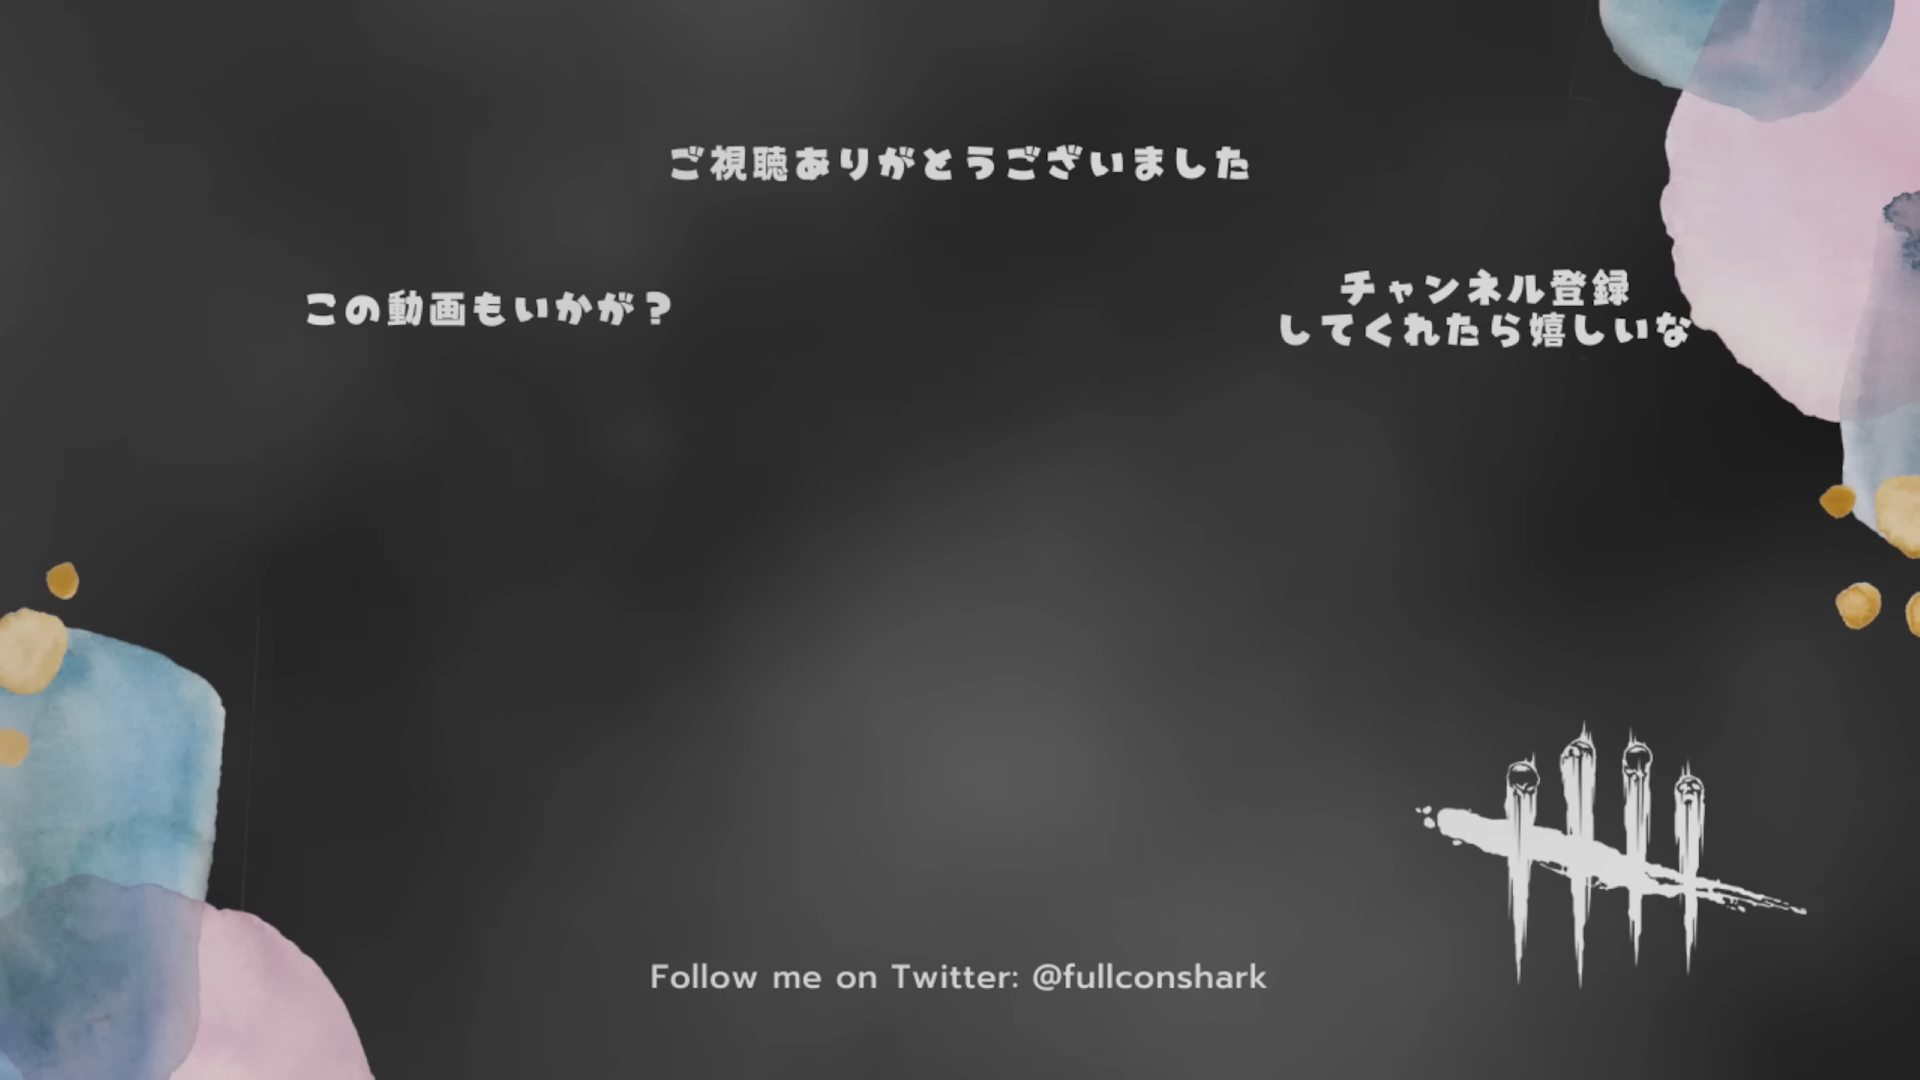 ご視聴ありがとうございました
この動画もいかが？
チャンネル登録
してくれたら嬉しいな
Follow me on Twitter: @fullconshark